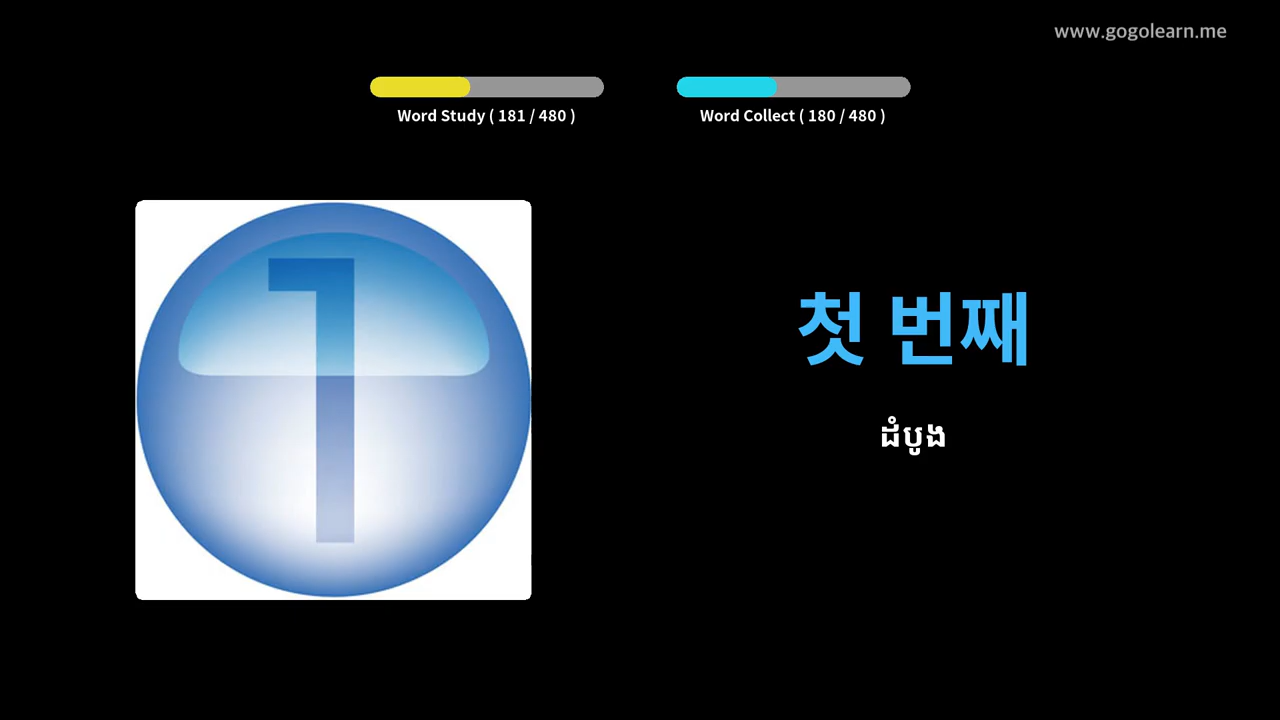 www.gogolearn.me
Word Study ( 181 / 480 )
Word Collect ( 180 / 480 )
1
첫 번째
ដំបូង